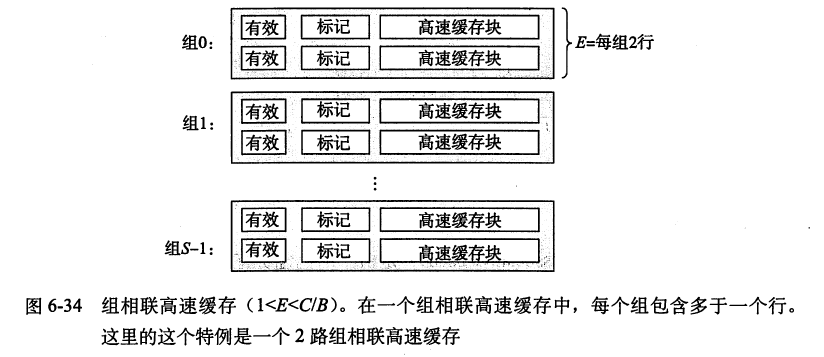 组0：
有效 标记 高速缓存块
有效 标记 高速缓存块
E=每组2行
组1：
有效 标记 高速缓存块
有效 标记 高速缓存块
⋮
组S-1：
有效 标记 高速缓存块
有效 标记 高速缓存块
图 6-34 组相联高速缓存（1<E<C/B）。在一个组相联高速缓存中，每个组包含多于一个行。
这里的这个特例是一个 2 路组相联高速缓存